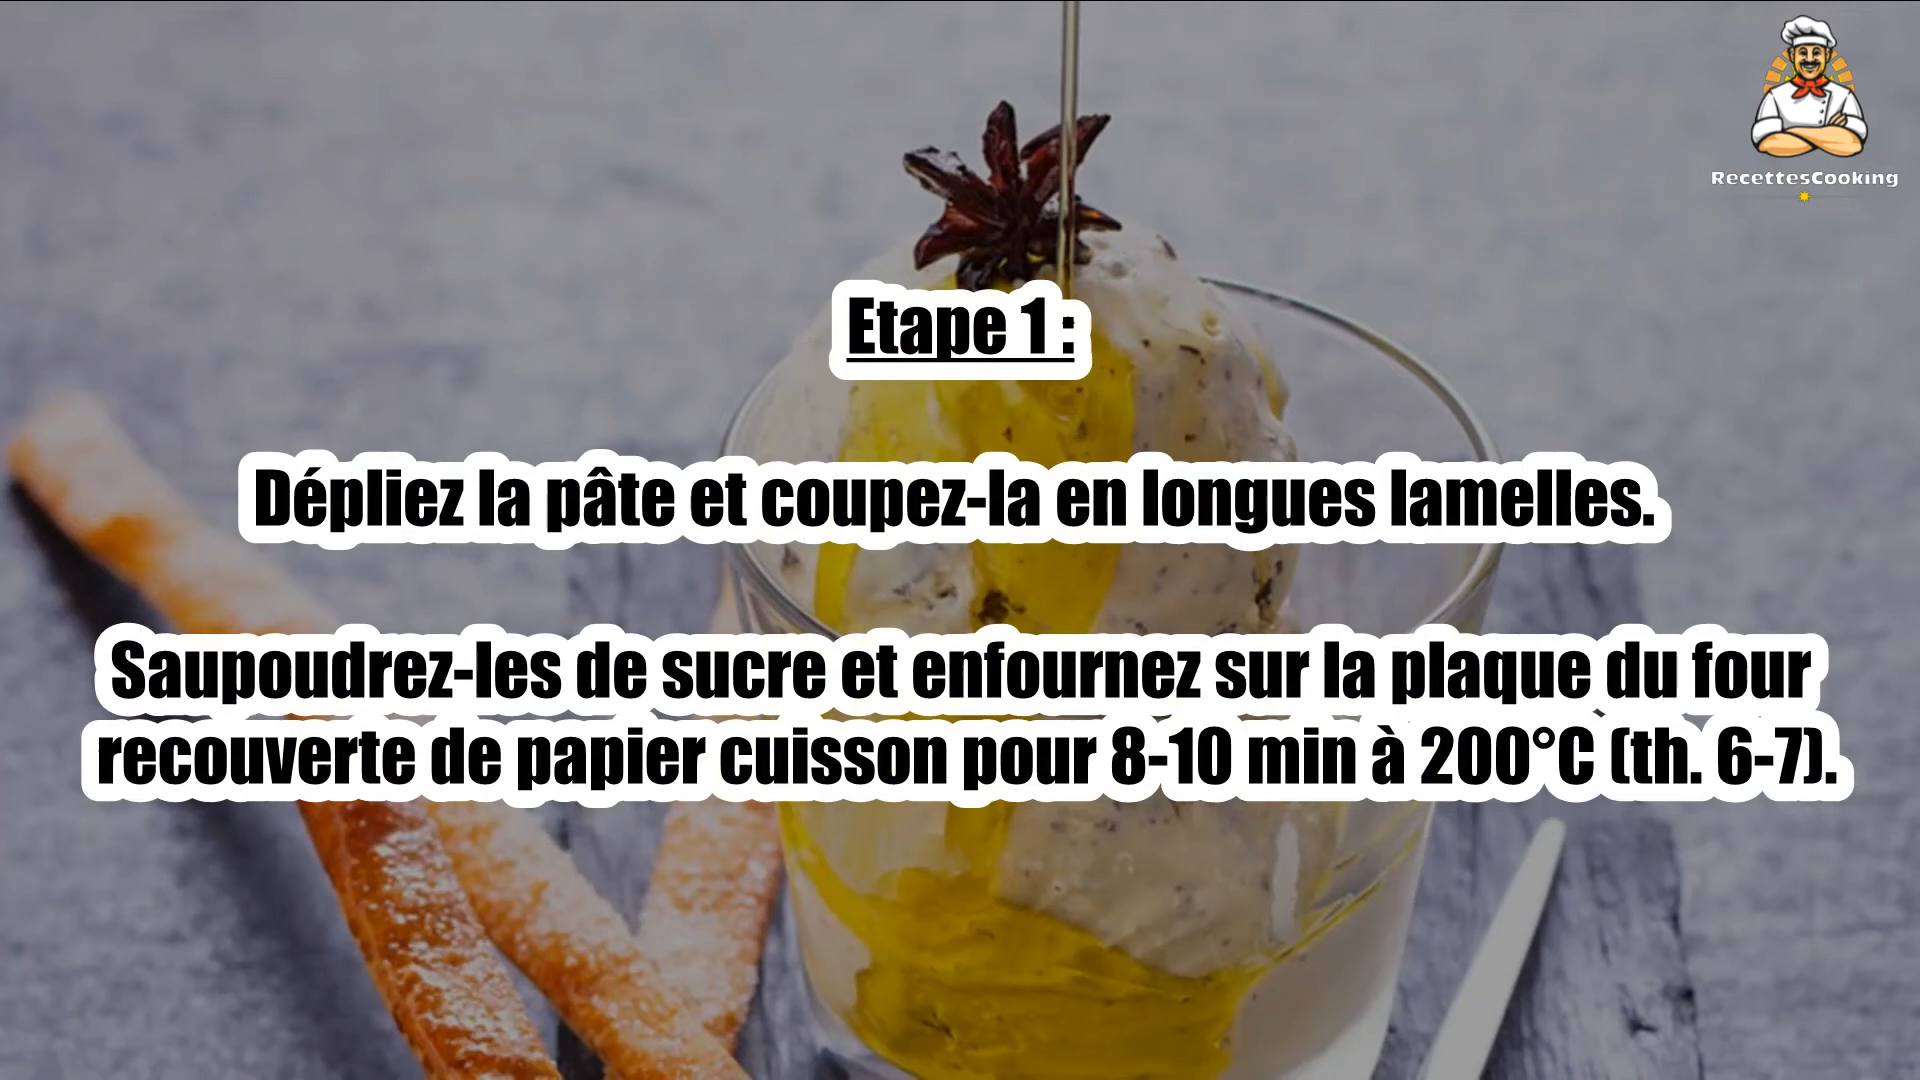 RecettesCooking
Etape 1 :
Dépliez la pâte et coupez-la en longues lamelles.
Saupoudrez-les de sucre et enfournez sur la plaque du four
recouverte de papier cuisson pour 8-10 min à 200°C (th. 6-7).